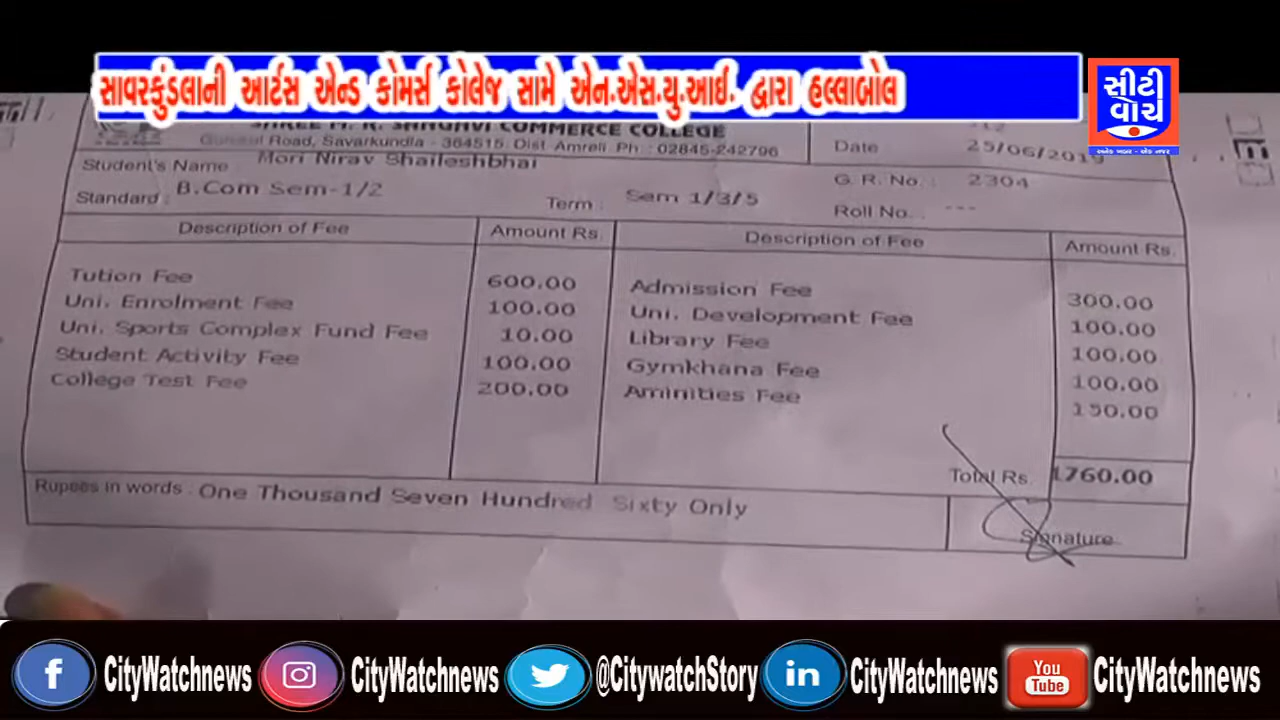 સાવરકુંડલાની આર્ટસ એન્ડ કોમર્સ કોલેજ સામે એન.એસ.યુ.આઈ. દ્વારા હલ્લાબોલ
સીટી
વોચ
SHREE M. K. SANGHVI COMMERCE COLLEGE
Road, Savarkundla - 364515. Dist Amreli Ph : 02845-242796
Date 25/06/2019
Student's Name Mori Nirav Shaileshbhai
G. R. No. : 2304
Standard : B.Com Sem-1/2 Term : Sem 1/3/5
Roll No. : ---
Description of Fee Amount Rs. Description of Fee Amount Rs.
Tution Fee 600.00 Admission Fee 300.00
Uni. Enrolment Fee 100.00 Uni. Development Fee 100.00
Uni. Sports Complex Fund Fee 10.00 Library Fee 100.00
Student Activity Fee 100.00 Gymkhana Fee 100.00
College Test Fee 200.00 Aminities Fee 150.00
Total Rs. 1760.00
Rupees in words : One Thousand Seven Hundred Sixty Only
Signature
CityWatchnews CityWatchnews @CitywatchStory in CityWatchnews You Tube CityWatchnews